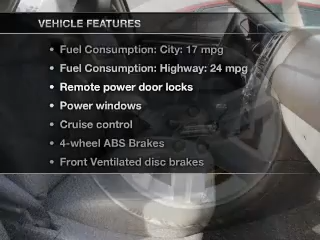 VEHICLE FEATURES
• Fuel Consumption: City: 17 mpg
• Fuel Consumption: Highway: 24 mpg
• Remote power door locks
• Power windows
• Cruise control
• 4-wheel ABS Brakes
• Front Ventilated disc brakes